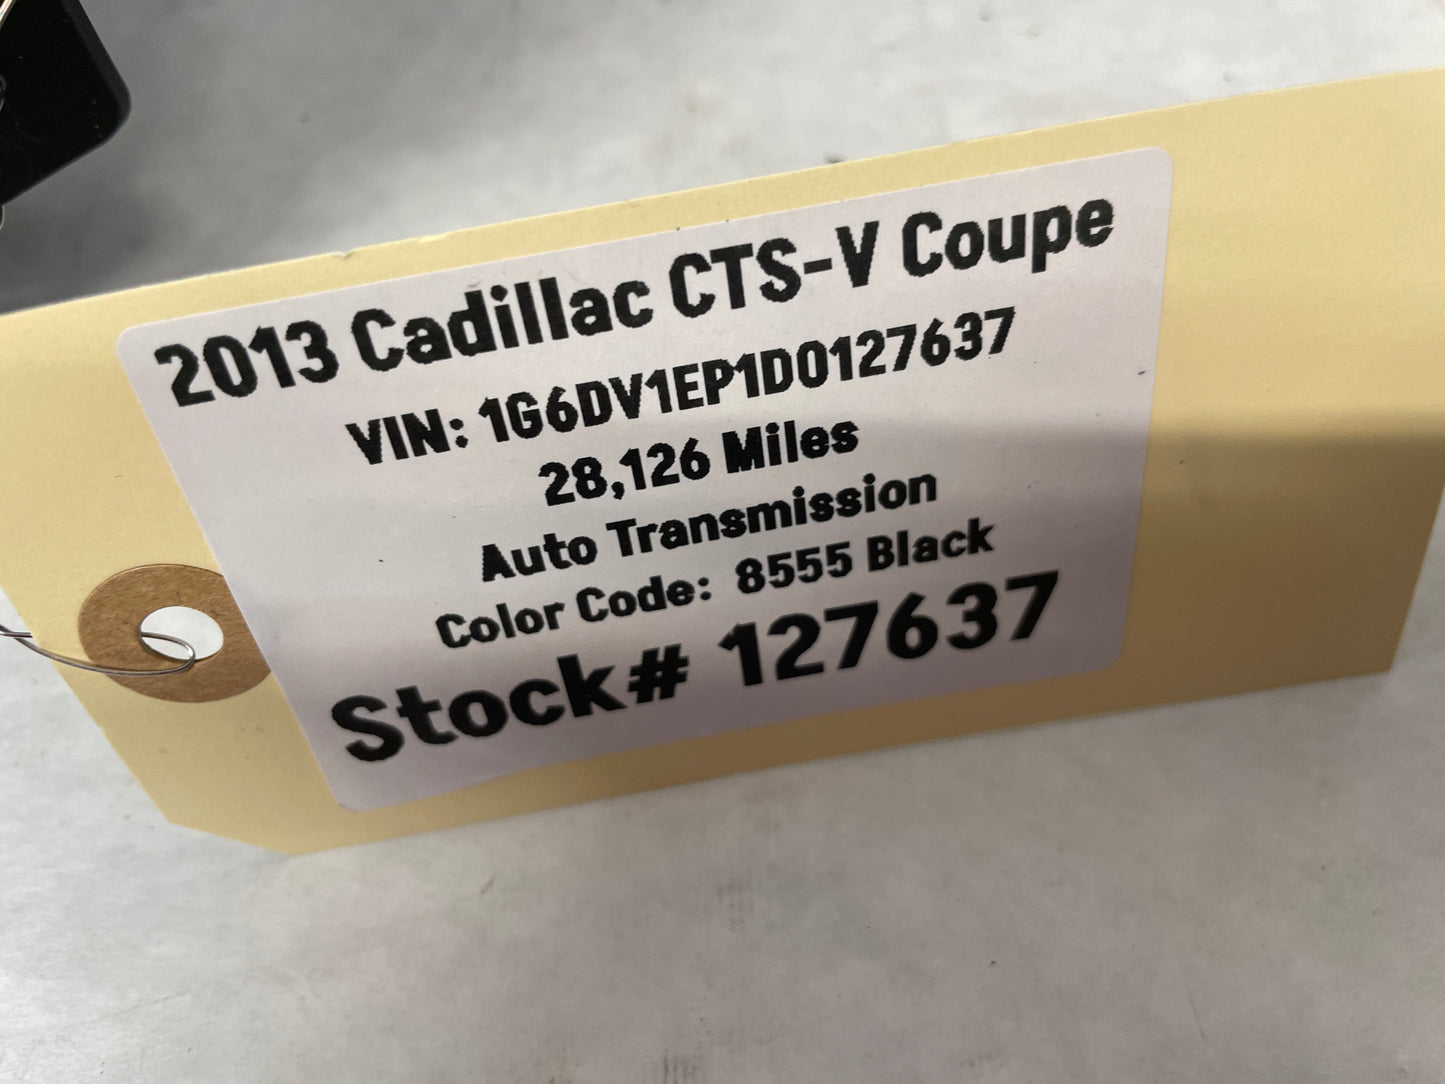 2013 Cadillac CTS-V Coupe
VIN: 1G6DV1EP1D0127637
28,126 Miles
Auto Transmission
Color Code: 8555 Black
Stock# 127637